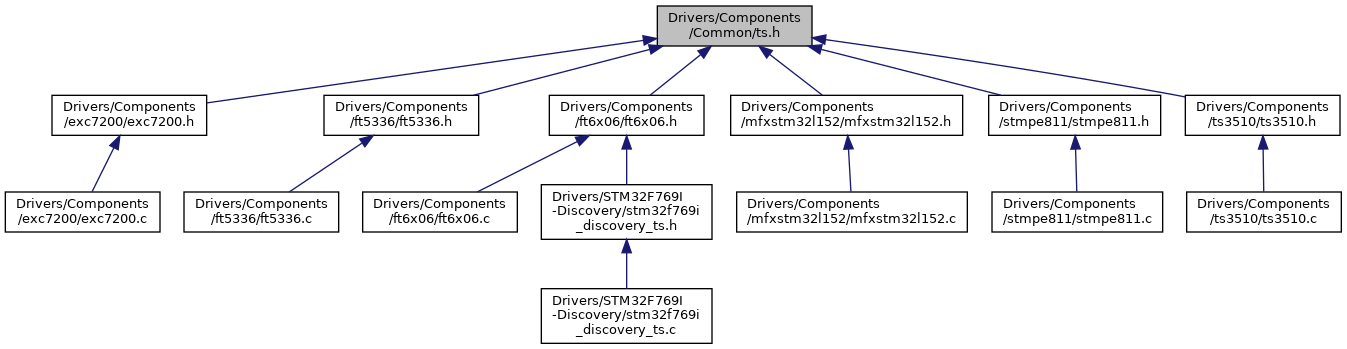 Drivers/Components
/Common/ts.h
Drivers/Components
/exc7200/exc7200.h
Drivers/Components
/ft5336/ft5336.h
Drivers/Components
/ft6x06/ft6x06.h
Drivers/Components
/mfxstm32l152/mfxstm32l152.h
Drivers/Components
/stmpe811/stmpe811.h
Drivers/Components
/ts3510/ts3510.h
Drivers/Components
/exc7200/exc7200.c
Drivers/Components
/ft5336/ft5336.c
Drivers/Components
/ft6x06/ft6x06.c
Drivers/STM32F769I
-Discovery/stm32f769i
_discovery_ts.h
Drivers/Components
/mfxstm32l152/mfxstm32l152.c
Drivers/Components
/stmpe811/stmpe811.c
Drivers/Components
/ts3510/ts3510.c
Drivers/STM32F769I
-Discovery/stm32f769i
_discovery_ts.c